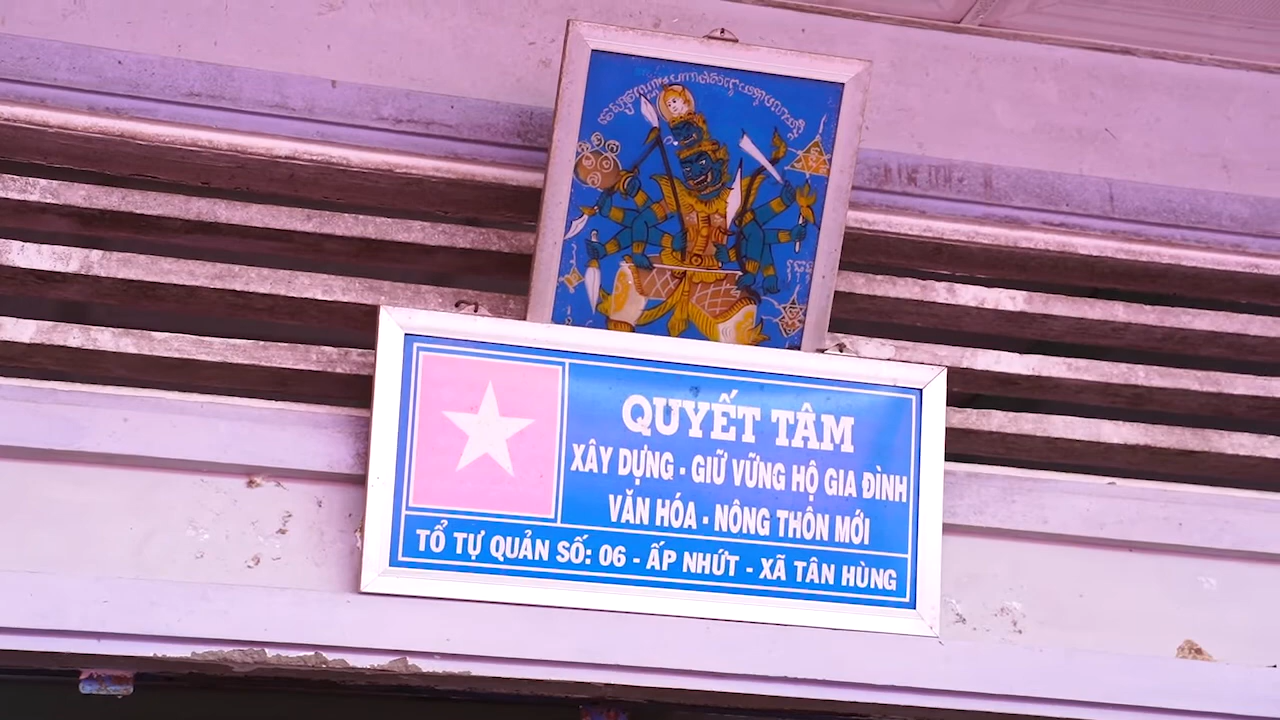 QUYẾT TÂM
XÂY DỰNG - GIỮ VỮNG HỘ GIA ĐÌNH
VĂN HÓA - NÔNG THÔN MỚI
TỔ TỰ QUẢN SỐ: 06 - ẤP NHỨT - XÃ TÂN HÙNG